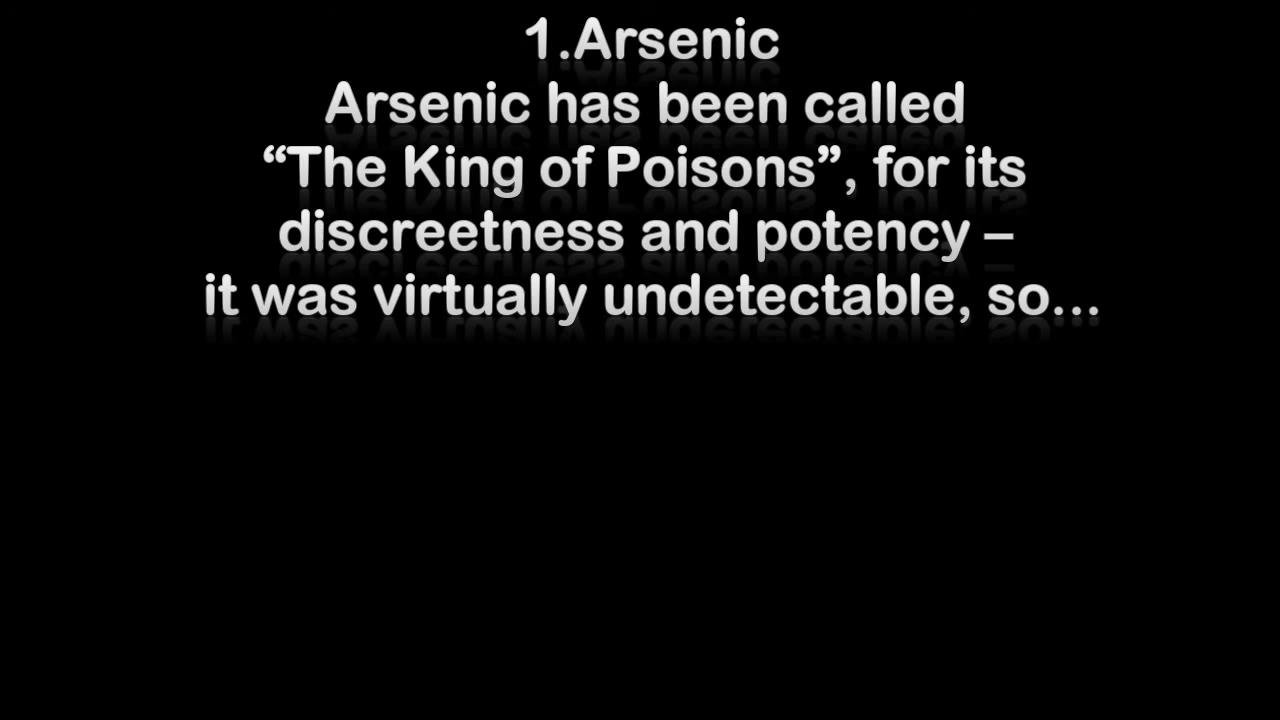 1.Arsenic
Arsenic has been called
“The King of Poisons”, for its
discreetness and potency –
it was virtually undetectable, so…